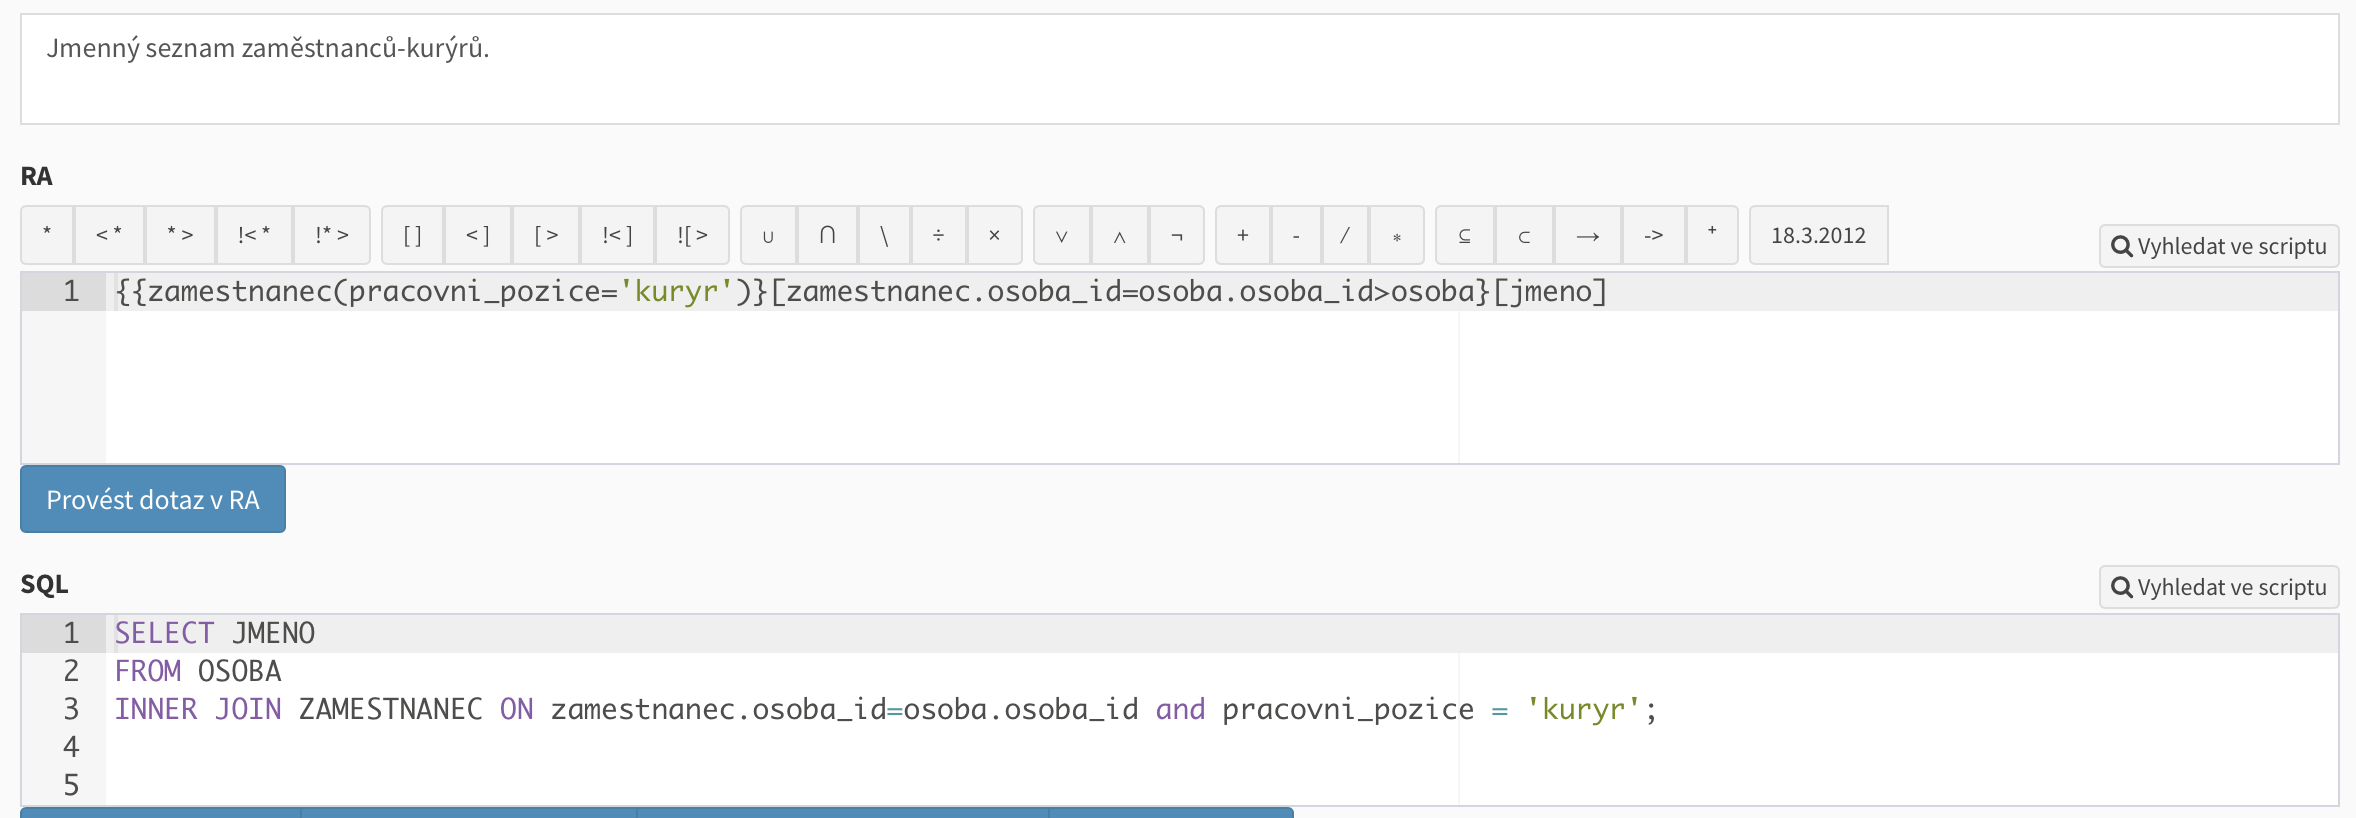 Jmenný seznam zaměstnanců-kurýrů.
RA
* <* *> !<* !*> [] <] [> !<] ![> ∪ ⋂ \ ÷ × ∨ ∧ ¬ + - / * ⊆ ⊂ → -> + 18.3.2012 Vyhledat ve scriptu
1 {{zamestnanec(pracovni_pozice='kuryr')}[zamestnanec.osoba_id=osoba.osoba_id>osoba}[jmeno]
Provést dotaz v RA
SQL Vyhledat ve scriptu
1 SELECT JMENO
2 FROM OSOBA
3 INNER JOIN ZAMESTNANEC ON zamestnanec.osoba_id=osoba.osoba_id and pracovni_pozice = 'kuryr';
4
5